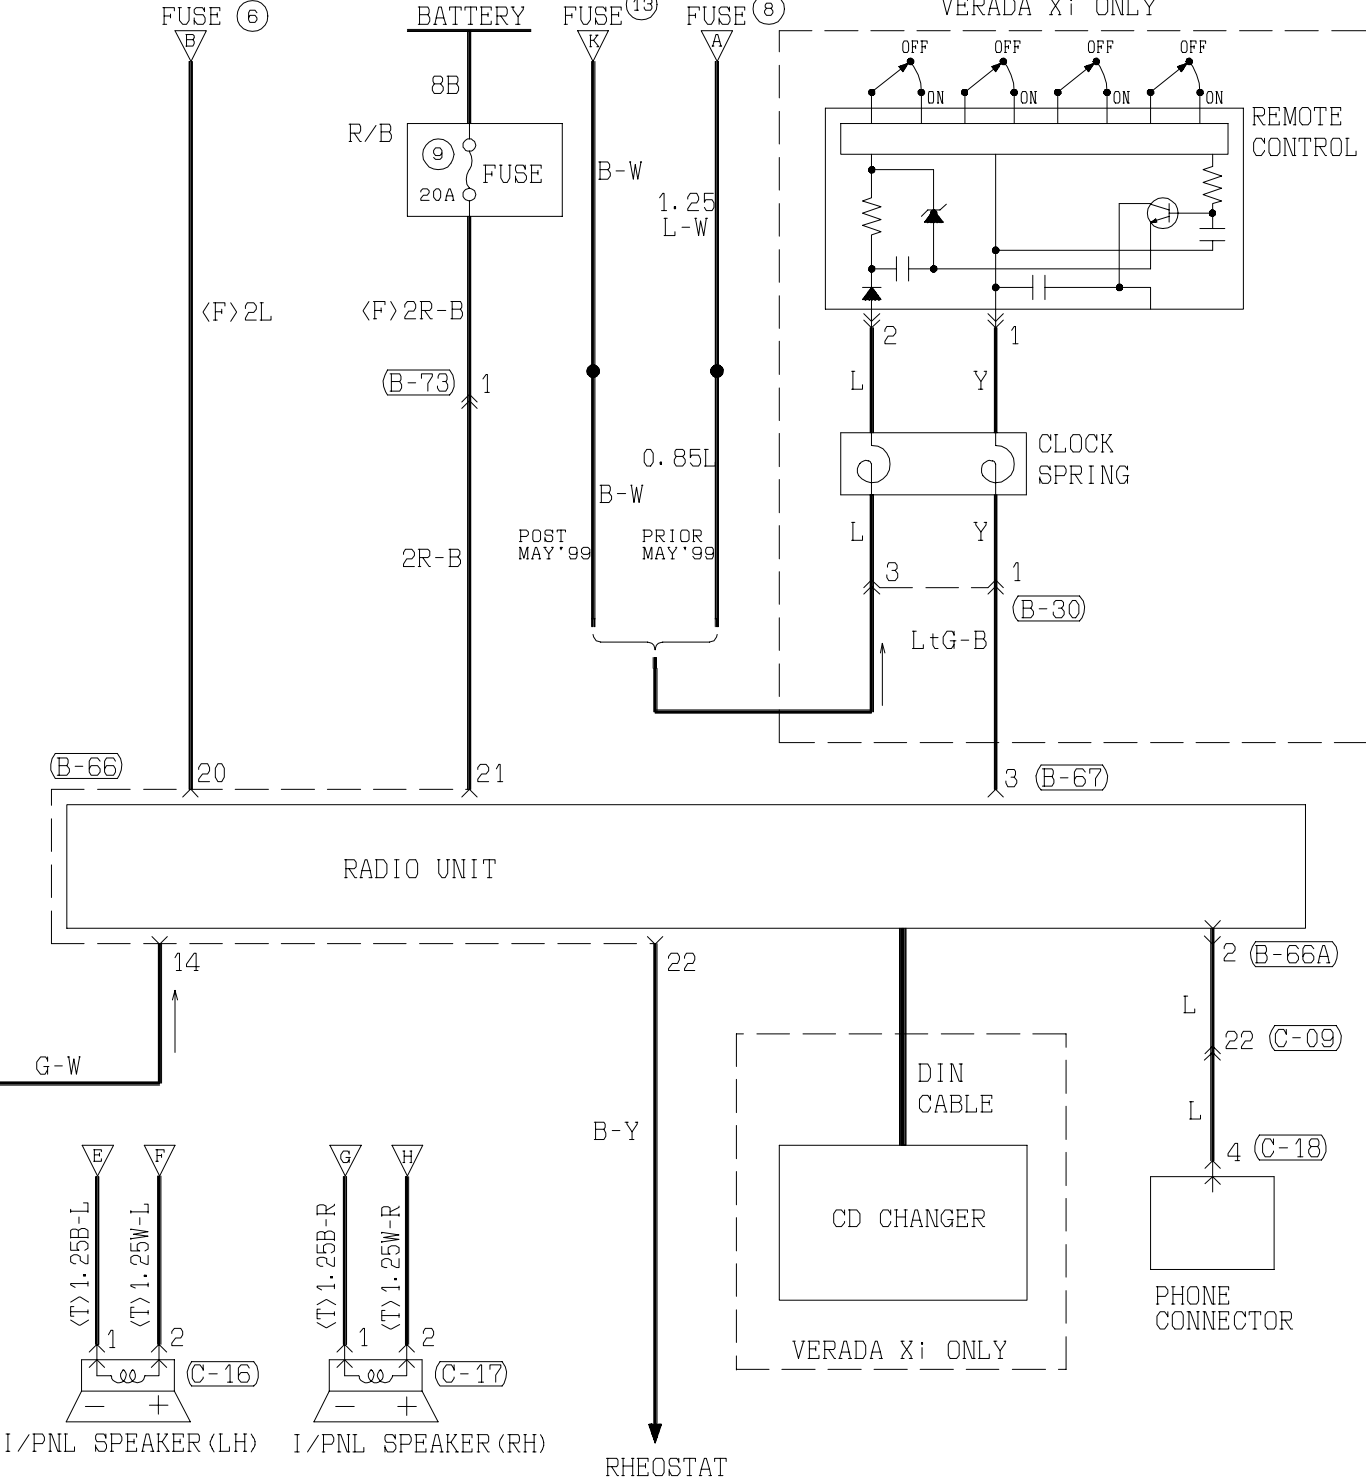 FUSE 6
BATTERY
FUSE 13
FUSE 8
VERADA Xi ONLY
B
K
A
OFF OFF OFF OFF
ON ON ON ON
8B
R/B
9 FUSE
20A
B-W
1.25
L-W
REMOTE
CONTROL
<F>2L
<F>2R-B
2
1
(B-73) 1
L
Y
CLOCK
SPRING
0.85L
B-W
POST
MAY'99
PRIOR
MAY'99
2R-B
L
Y
3
1
(B-30)
LtG-B
(B-66)
20
21
3 (B-67)
RADIO UNIT
14
22
2 (B-66A)
L
22 (C-09)
G-W
DIN
CABLE
L
B-Y
4 (C-18)
E
F
G
H
<T>1.25B-L
<T>1.25W-L
<T>1.25B-R
<T>1.25W-R
CD CHANGER
PHONE
CONNECTOR
1
2
(C-16)
1
2
(C-17)
VERADA Xi ONLY
− +
− +
I/PNL SPEAKER(LH)
I/PNL SPEAKER(RH)
RHEOSTAT